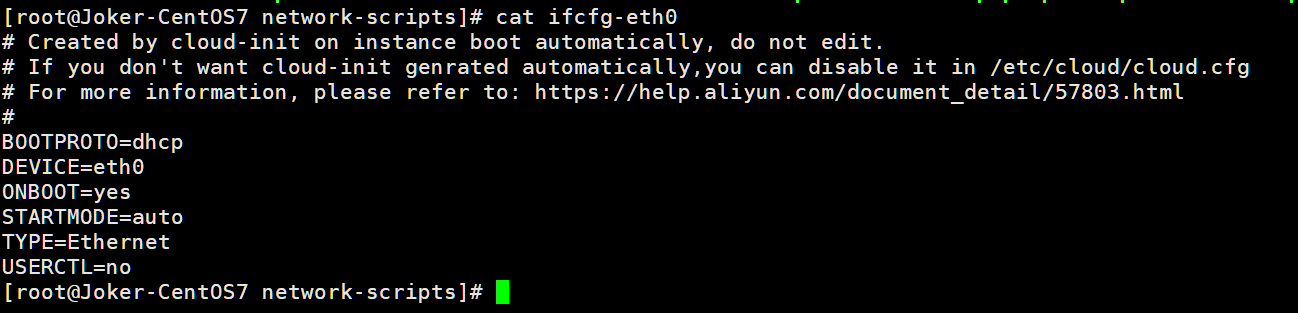 [root@Joker-CentOS7 network-scripts]# cat ifcfg-eth0
# Created by cloud-init on instance boot automatically, do not edit.
# If you don't want cloud-init genrated automatically,you can disable it in /etc/cloud/cloud.cfg
# For more information, please refer to: https://help.aliyun.com/document_detail/57803.html
#
BOOTPROTO=dhcp
DEVICE=eth0
ONBOOT=yes
STARTMODE=auto
TYPE=Ethernet
USERCTL=no
[root@Joker-CentOS7 network-scripts]#